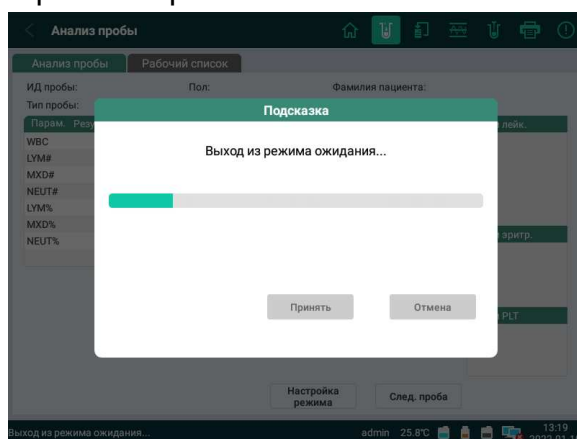 Анализ пробы
Анализ пробы Рабочий список
ИД пробы: Пол: Фамилия пациента:
Тип пробы:
Подсказка
Парам. лейк.
WBC
Выход из режима ожидания...
LYM#
MXD#
NEUT#
LYM%
MXD%
NEUT%
эритр.
Принять Отмена
PLT
Настройка режима След. проба
Выход из режима ожидания... admin 25.8°C 13:19